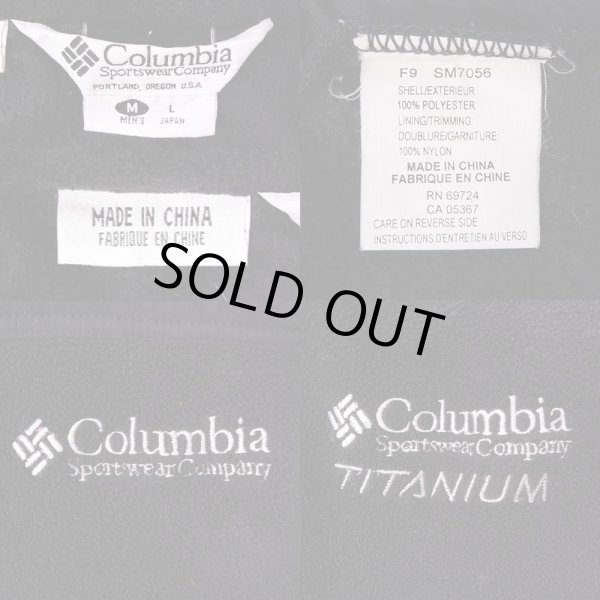 Columbia
Sportswear Company
PORTLAND, OREGON U.S.A.
M L
MEN'S JAPAN
MADE IN CHINA
FABRIQUE EN CHINE
F9 SM7056
SHELL/EXTERIEUR
100% POLYESTER
LINING/TRIMMING:
DOUBLURE/GARNITURE:
100% NYLON
MADE IN CHINA
FABRIQUE EN CHINE
RN 69724
CA 05367
CARE ON REVERSE SIDE
INSTRUCTIONS D'ENTRETIEN AU VERSO
SOLD OUT
Columbia
Sportswear Company
Columbia
Sportswear Company
TITANIUM